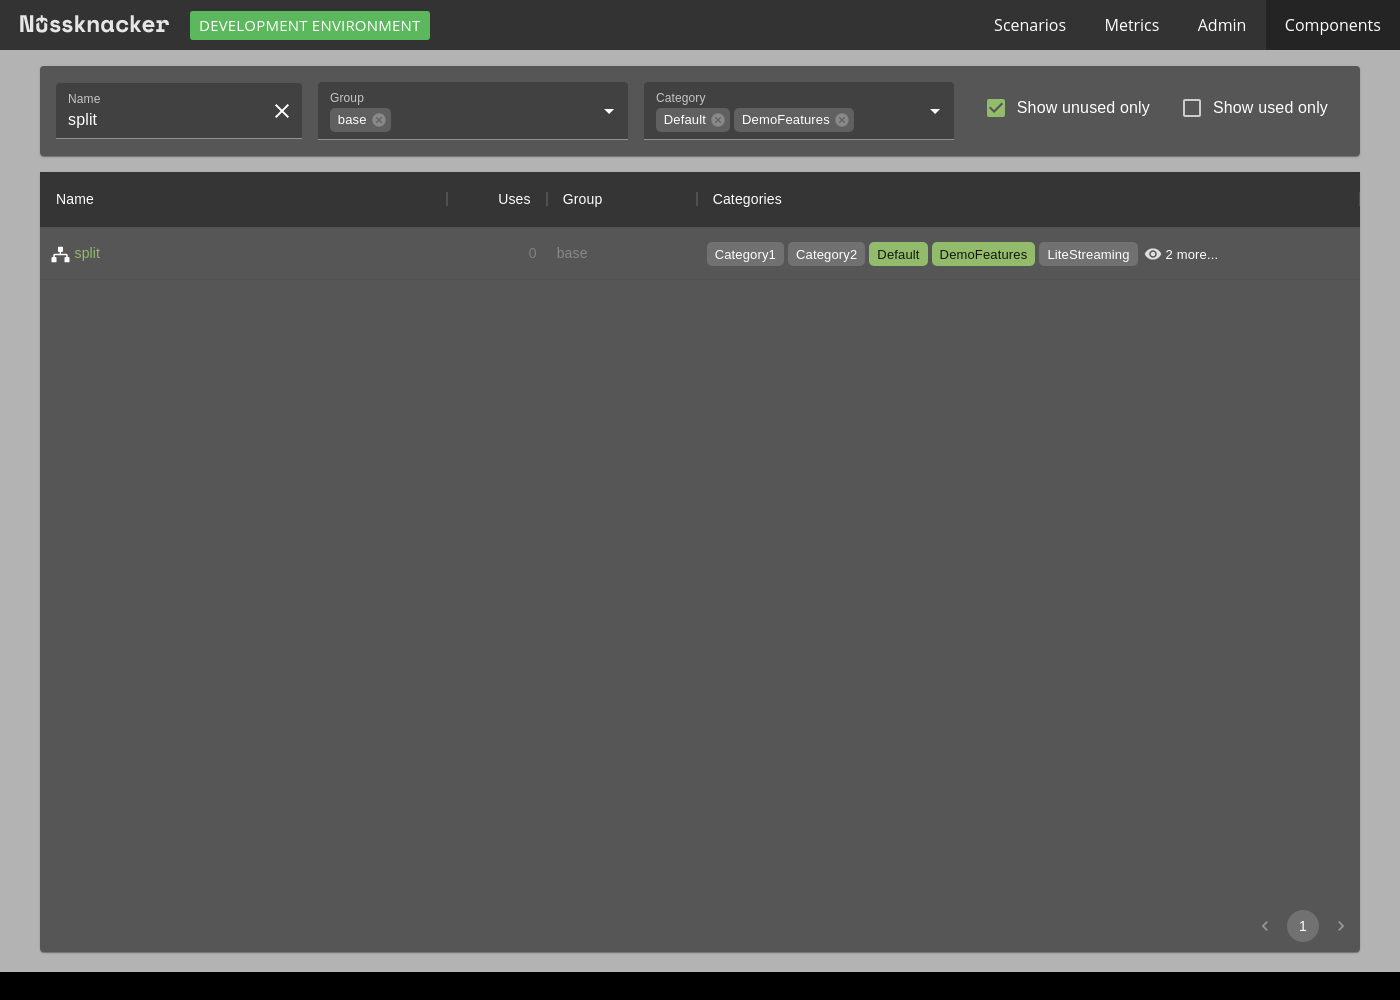 Nussknacker DEVELOPMENT ENVIRONMENT Scenarios Metrics Admin Components
Name Group Category
split base Default DemoFeatures Show unused only Show used only
Name Uses Group Categories
split 0 base Category1 Category2 Default DemoFeatures LiteStreaming 2 more...
1